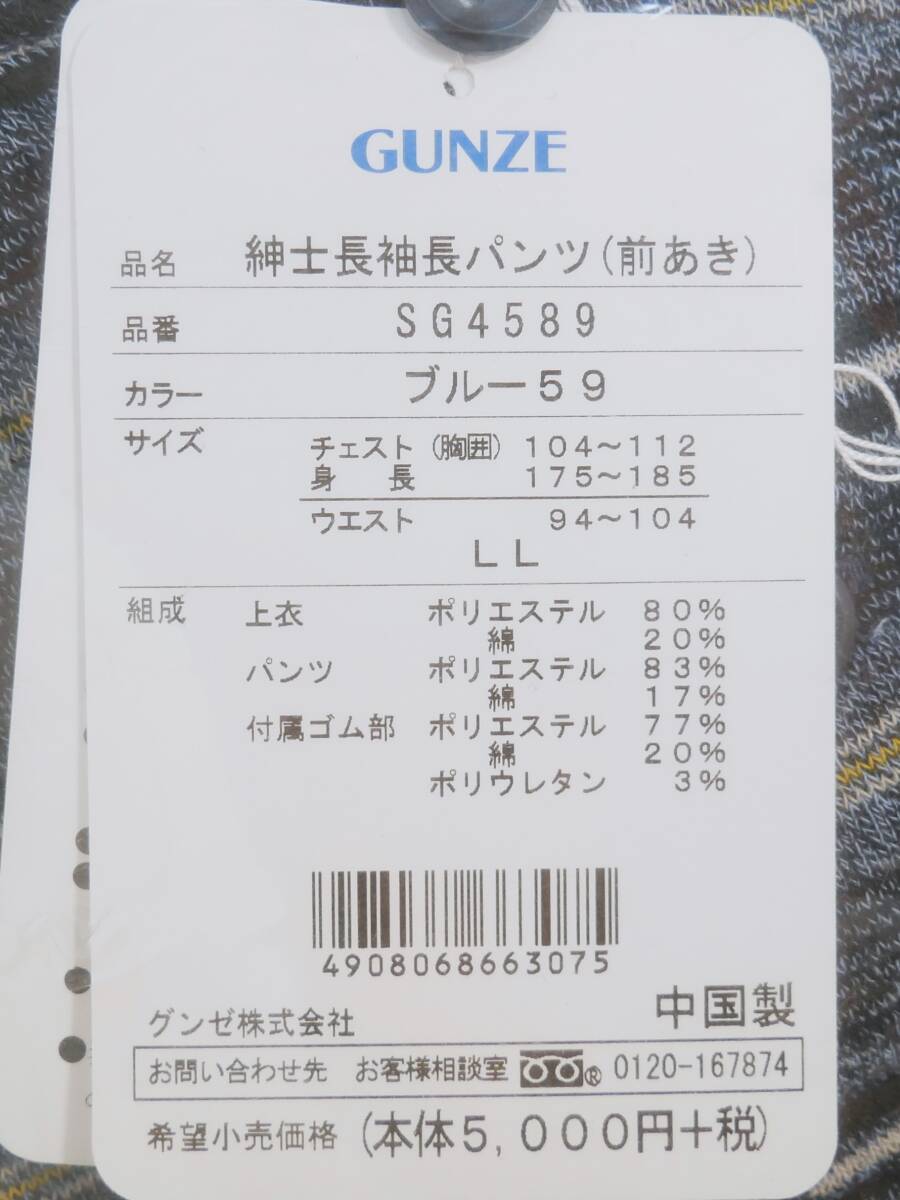 GUNZE
品名 紳士長袖長パンツ(前あき)
品番 SG4589
カラー ブルー59
サイズ チェスト(胸囲) 104～112
身長 175～185
ウエスト 94～104
LL
組成 上衣 ポリエステル 80%
綿 20%
パンツ ポリエステル 83%
綿 17%
付属ゴム部 ポリエステル 77%
綿 20%
ポリウレタン 3%
4908068663075
中国製
グンゼ株式会社
お問い合わせ先 お客様相談室 ® 0120-167874
希望小売価格 (本体5,000円+税)